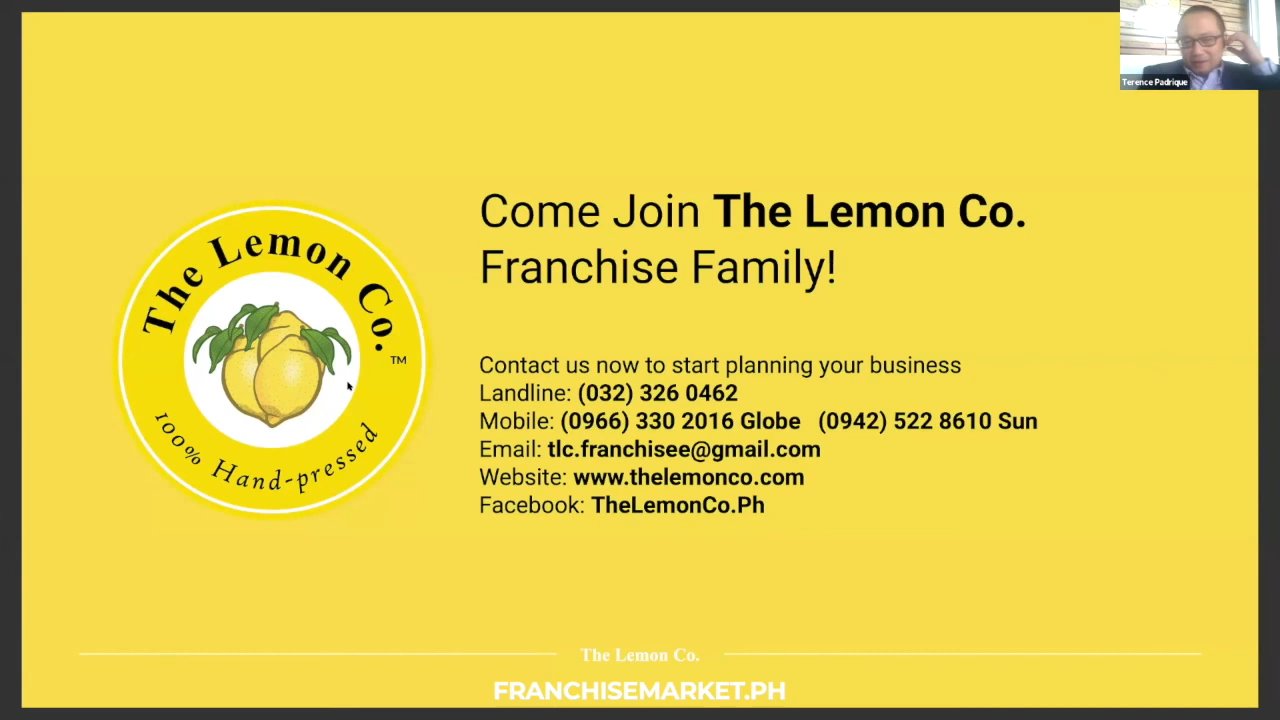 Terence Padrique
Come Join The Lemon Co.
Franchise Family!
The Lemon Co.
TM
100% Hand-pressed
Contact us now to start planning your business
Landline: (032) 326 0462
Mobile: (0966) 330 2016 Globe (0942) 522 8610 Sun
Email: tlc.franchisee@gmail.com
Website: www.thelemonco.com
Facebook: TheLemonCo.Ph
The Lemon Co.
FRANCHISEMARKET.PH